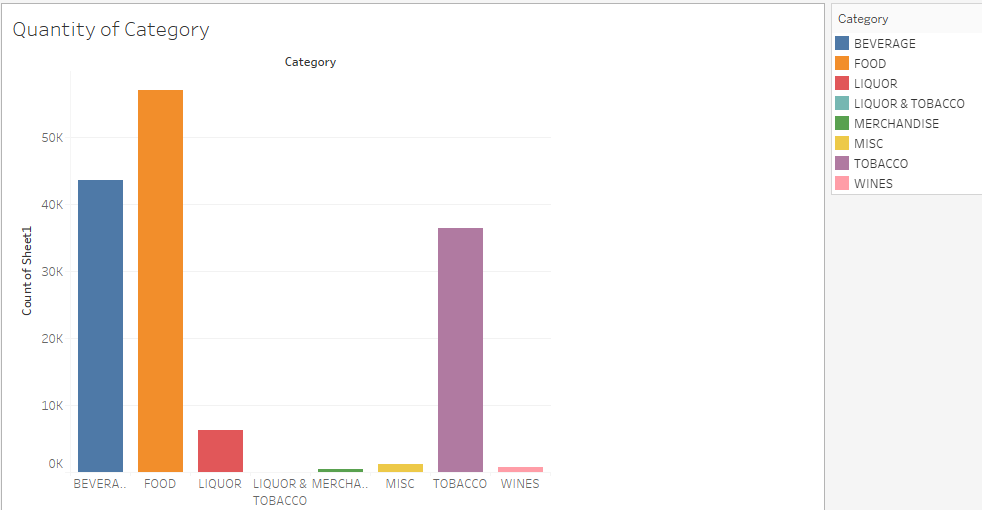 Quantity of Category
Category
50K
40K
30K
20K
10K
0K
Count of Sheet1
BEVERA.. FOOD LIQUOR LIQUOR & MERCHA.. MISC TOBACCO WINES
TOBACCO
Category
BEVERAGE
FOOD
LIQUOR
LIQUOR & TOBACCO
MERCHANDISE
MISC
TOBACCO
WINES